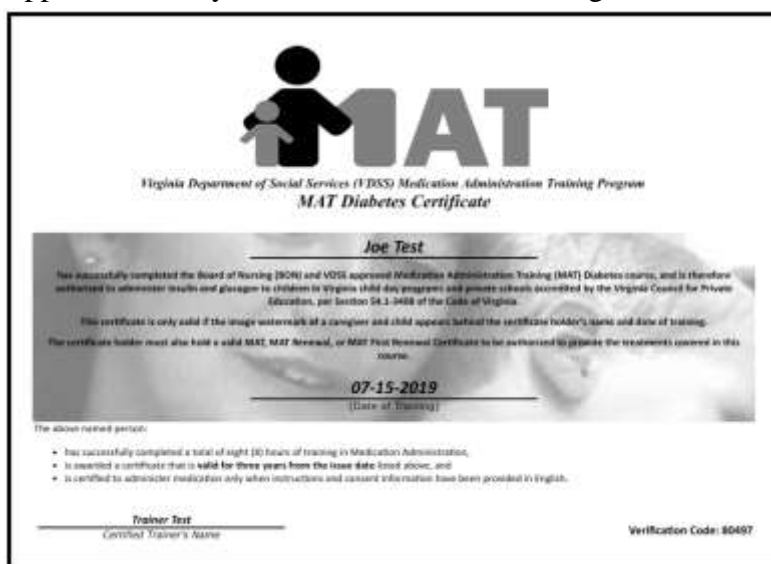 MAT
Virginia Department of Social Services (VDSS) Medication Administration Training Program
MAT Diabetes Certificate
Joe Test
has successfully completed the Board of Nursing (BON) and VDSS approved Medication Administration Training (MAT) Diabetes course, and is therefore
authorized to administer insulin and glucagon to children in Virginia child day programs and private schools accredited by the Virginia Council for Private
Education, per Section 54.1-3408 of the Code of Virginia.
This certificate is only valid if the image watermark of a caregiver and child appears behind the certificate holder's name and date of training.
The certificate holder must also hold a valid MAT, MAT Renewal, or MAT First Renewal Certificate to be authorized to provide the treatments covered in this
course.
07-15-2019
(Date of Training)
The above named person:
• has successfully completed a total of eight (8) hours of training in Medication Administration,
• is awarded a certificate that is valid for three years from the issue date listed above, and
• is certified to administer medication only when instructions and consent information have been provided in English.
Trainer Test
Certified Trainer's Name
Verification Code: 80497